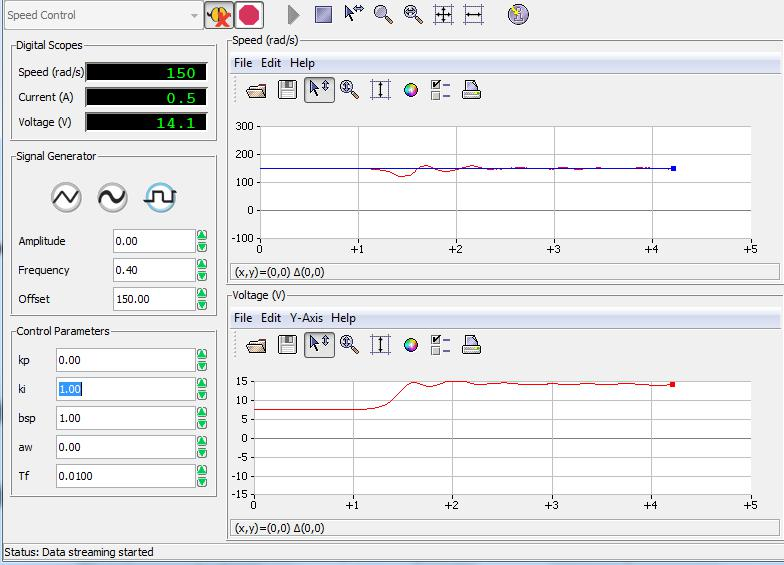 Speed Control
Digital Scopes
Speed (rad/s) 150
Current (A) 0.5
Voltage (V) 14.1
Signal Generator
Amplitude 0.00
Frequency 0.40
Offset 150.00
Control Parameters
kp 0.00
ki 1.00
bsp 1.00
aw 0.00
Tf 0.0100
Speed (rad/s)
File Edit Help
300
200
100
0
-100
0 +1 +2 +3 +4 +5
(x,y)=(0,0) Δ(0,0)
Voltage (V)
File Edit Y-Axis Help
15
10
5
0
-5
-10
-15
0 +1 +2 +3 +4 +5
(x,y)=(0,0) Δ(0,0)
Status: Data streaming started